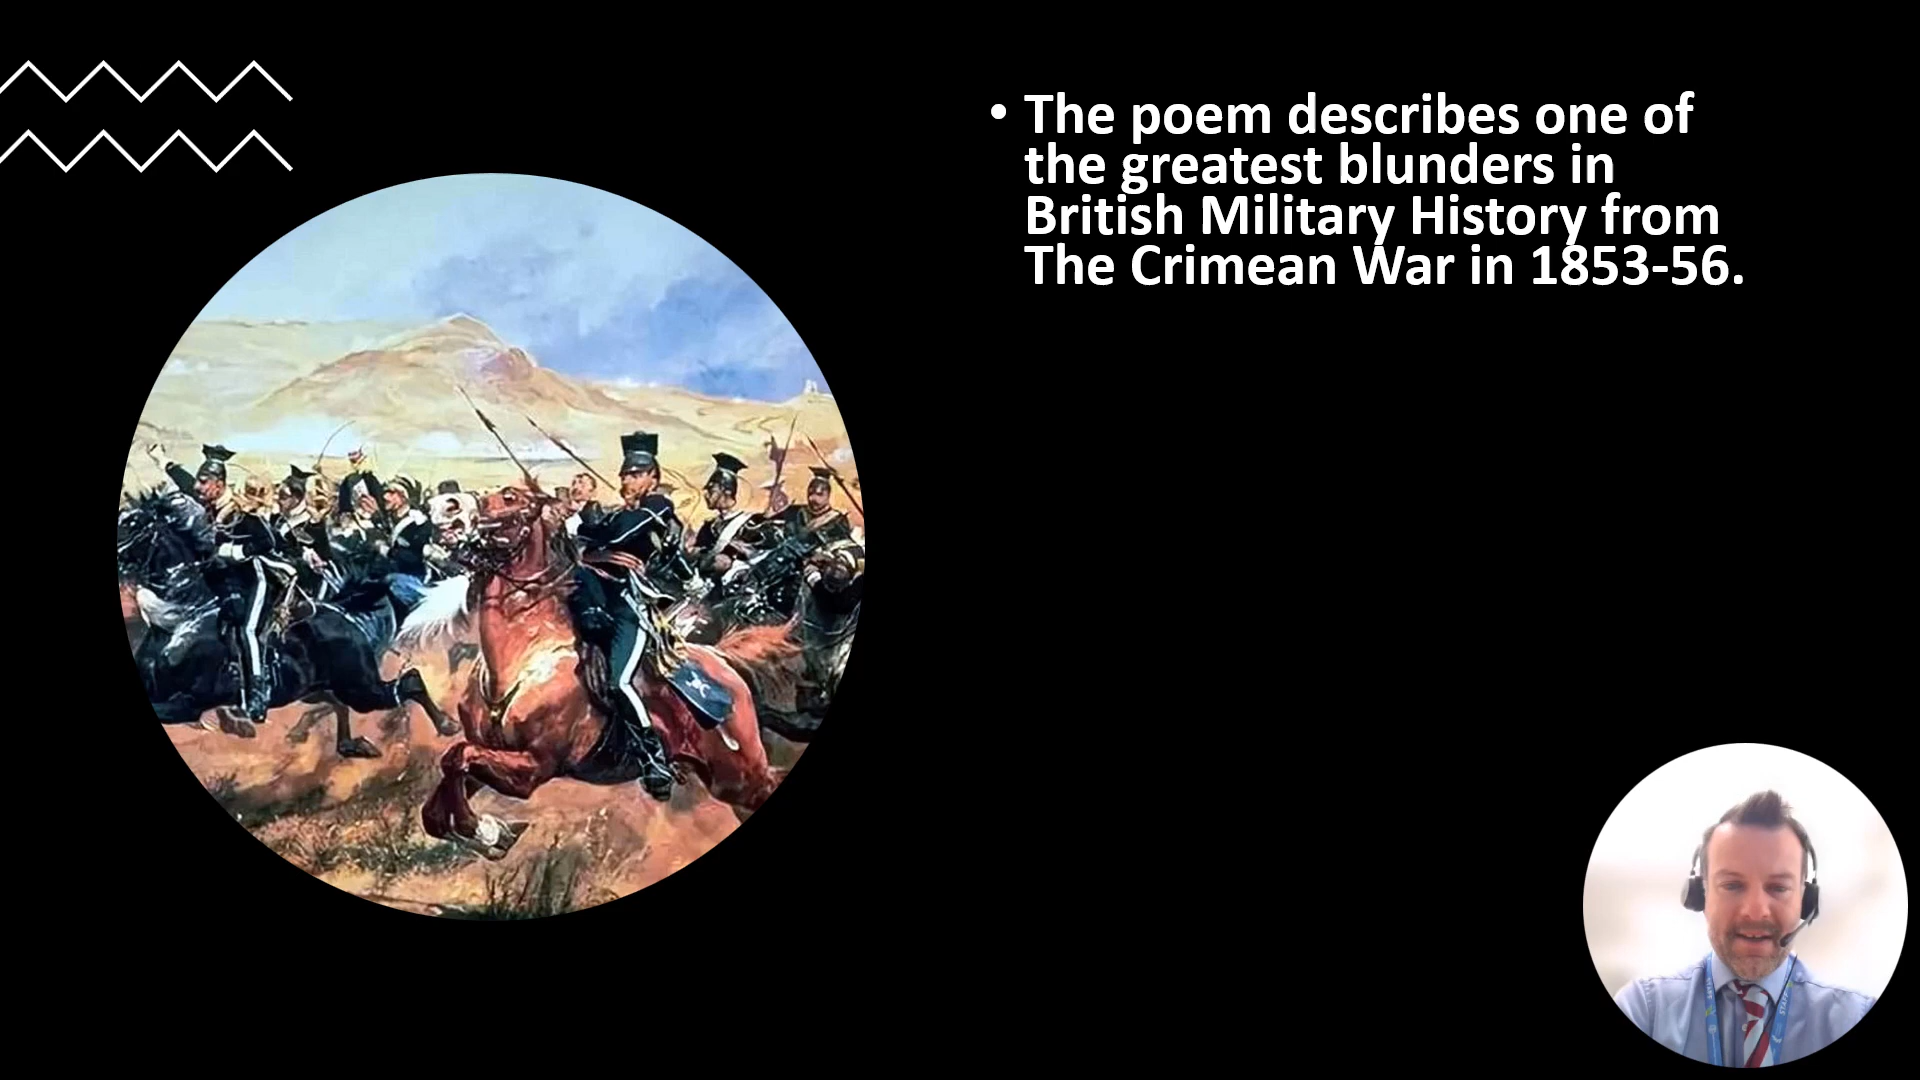 • The poem describes one of
the greatest blunders in
British Military History from
The Crimean War in 1853-56.
STAFF